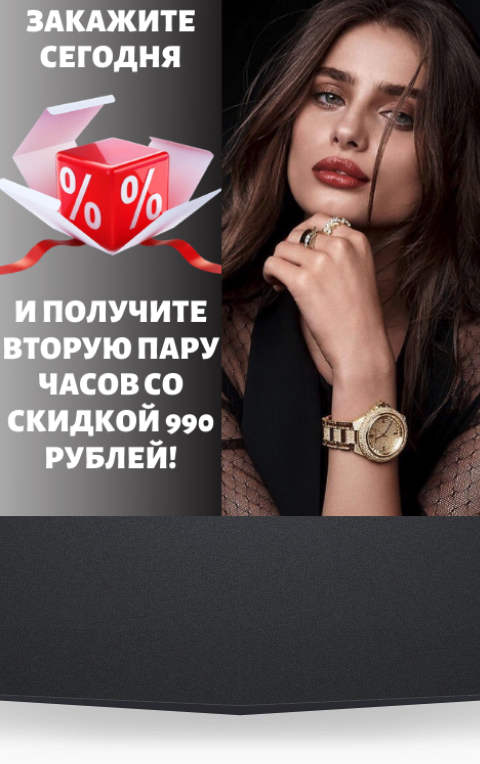 ЗАКАЖИТЕ
СЕГОДНЯ
% %
И ПОЛУЧИТЕ
ВТОРУЮ ПАРУ
ЧАСОВ СО
СКИДКОЙ 990
РУБЛЕЙ!